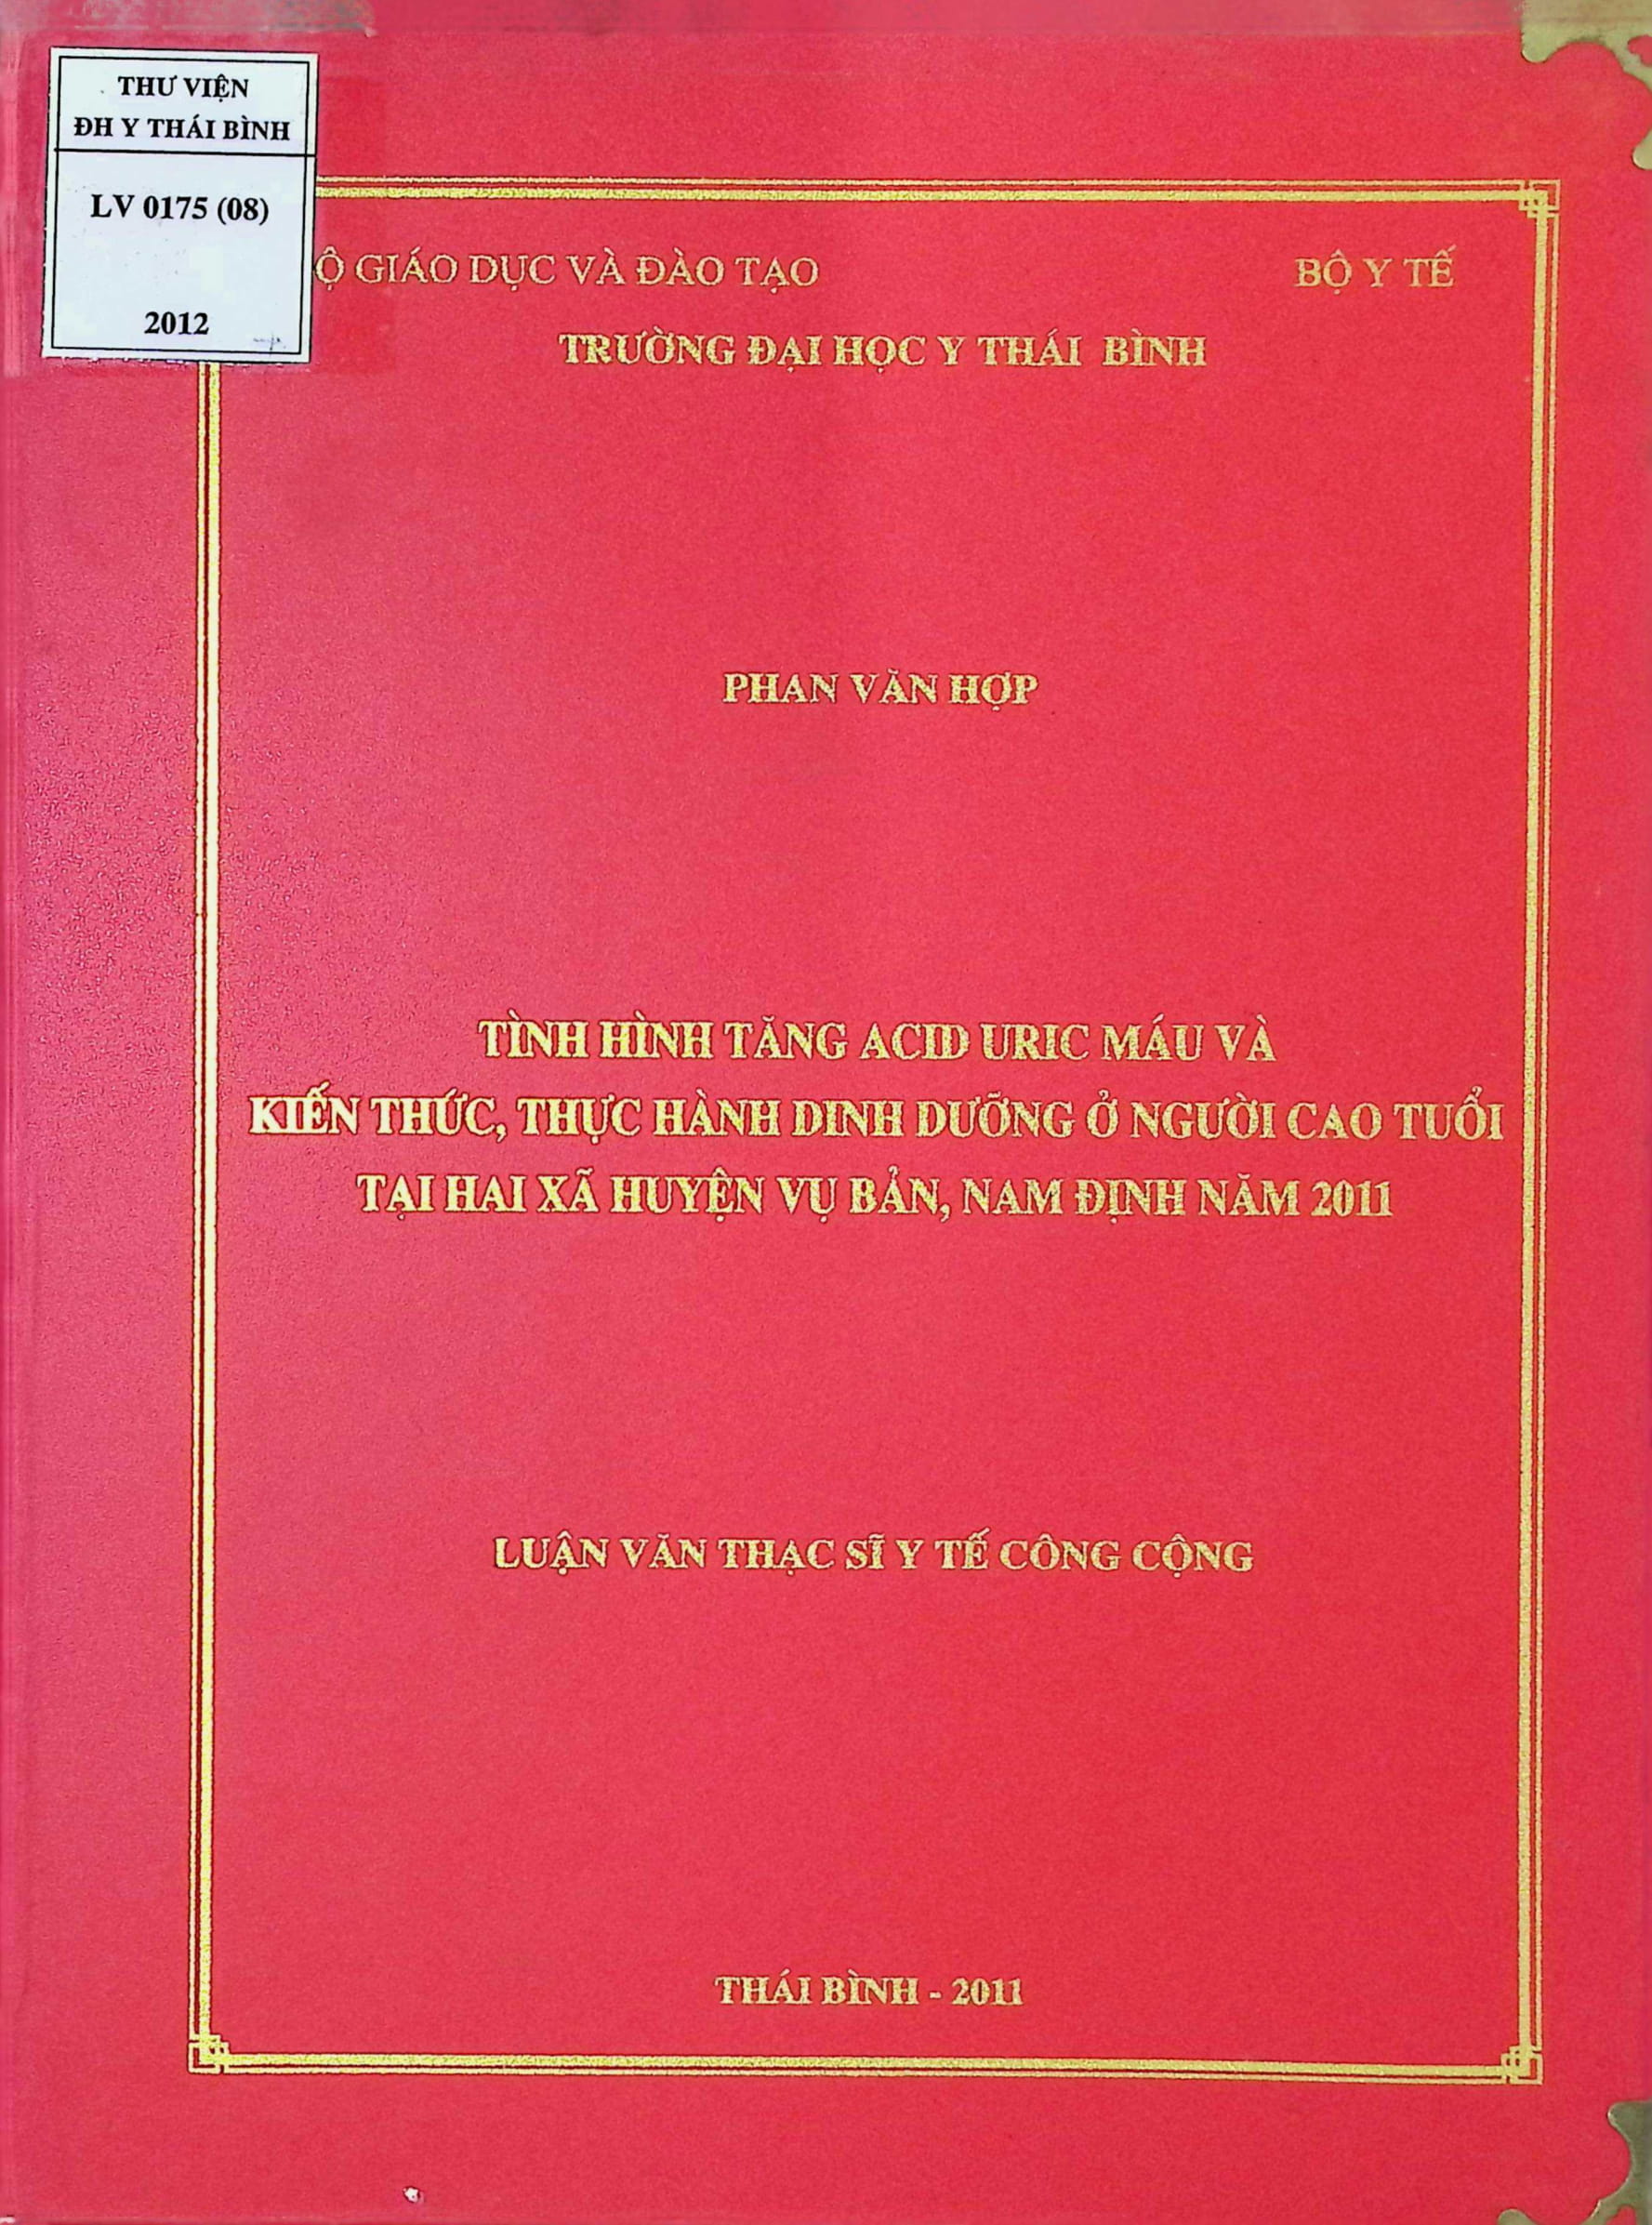 THƯ VIỆN
ĐH Y THÁI BÌNH
LV 0175 (08)
2012
Ộ GIÁO DỤC VÀ ĐÀO TẠO BỘ Y TẾ
TRƯỜNG ĐẠI HỌC Y THÁI BÌNH
PHAN VĂN HỢP
TÌNH HÌNH TĂNG ACID URIC MÁU VÀ
KIẾN THỨC, THỰC HÀNH DINH DƯỠNG Ở NGƯỜI CAO TUỔI
TẠI HAI XÃ HUYỆN VỤ BẢN, NAM ĐỊNH NĂM 2011
LUẬN VĂN THẠC SĨ Y TẾ CÔNG CỘNG
THÁI BÌNH - 2011